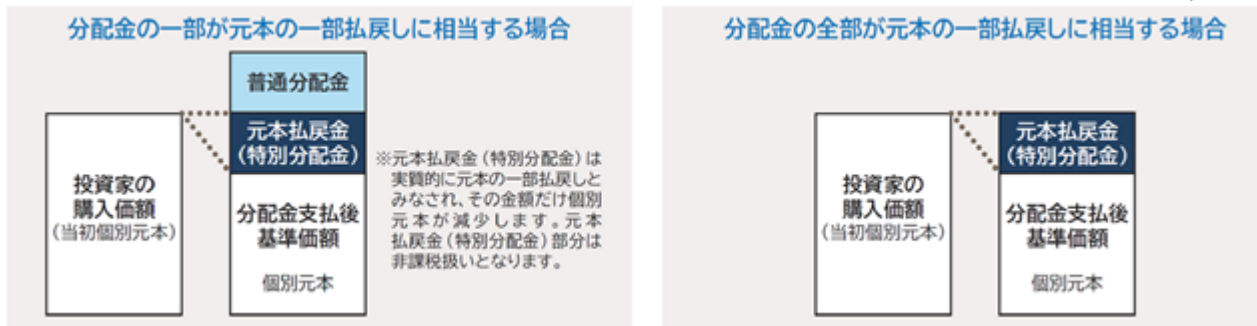 分配金の一部が元本の一部払戻しに相当する場合
普通分配金
元本払戻金
(特別分配金)
投資家の
購入価額
(当初個別元本)
分配金支払後
基準価額
個別元本
※元本払戻金(特別分配金)は
実質的に元本の一部払戻しと
みなされ、その金額だけ個別
元本が減少します。元本
払戻金(特別分配金)部分は
非課税扱いとなります。
分配金の全部が元本の一部払戻しに相当する場合
元本払戻金
(特別分配金)
投資家の
購入価額
(当初個別元本)
分配金支払後
基準価額
個別元本